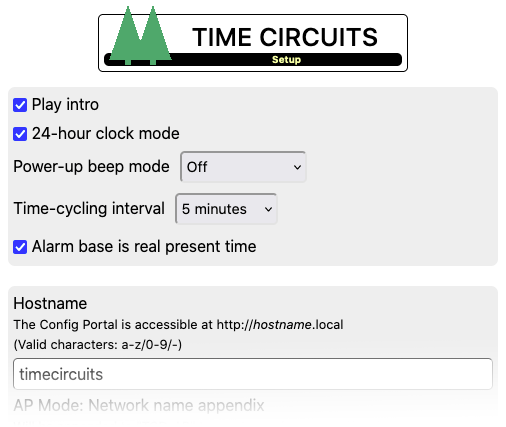 TIME CIRCUITS
Setup
Play intro
24-hour clock mode
Power-up beep mode Off
Time-cycling interval 5 minutes
Alarm base is real present time
Hostname
The Config Portal is accessible at http://hostname.local
(Valid characters: a-z/0-9/-)
timecircuits
AP Mode: Network name appendix